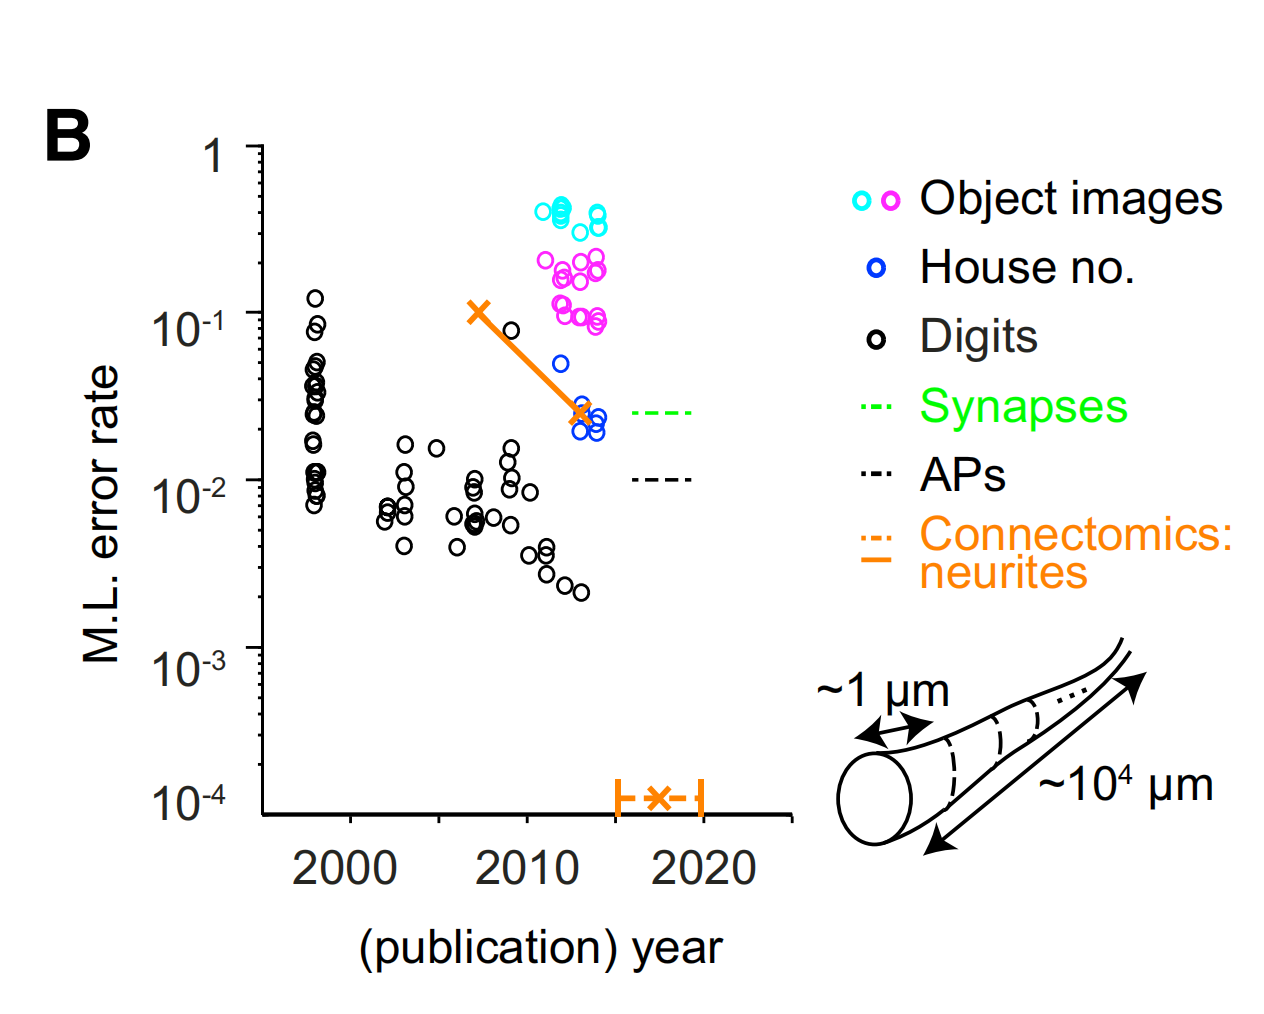 B
1
10-1
10-2
10-3
10-4
M.L. error rate
2000 2010 2020
(publication) year
Object images
House no.
Digits
Synapses
APs
Connectomics:
neurites
~1 µm
~10⁴ µm